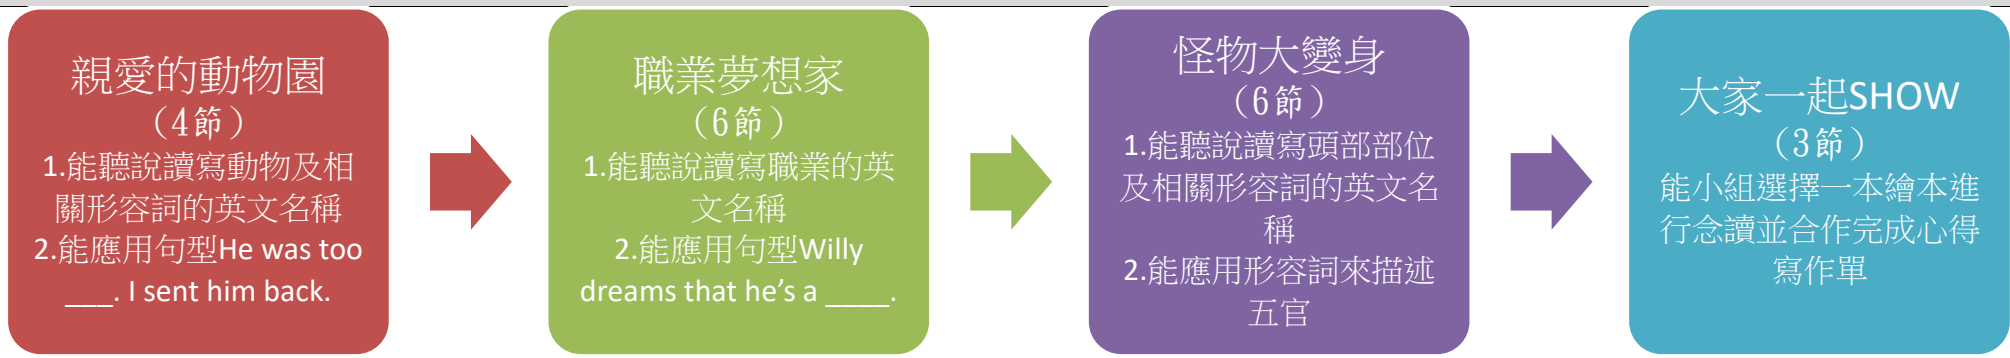 親愛的動物園
（4節）
1.能聽說讀寫動物及相
關形容詞的英文名稱
2.能應用句型He was too
___. I sent him back.
職業夢想家
（6節）
1.能聽說讀寫職業的英
文名稱
2.能應用句型Willy
dreams that he’s a ____.
怪物大變身
（6節）
1.能聽說讀寫頭部部位
及相關形容詞的英文名
稱
2.能應用形容詞來描述
五官
大家一起SHOW
（3節）
能小組選擇一本繪本進
行念讀並合作完成心得
寫作單